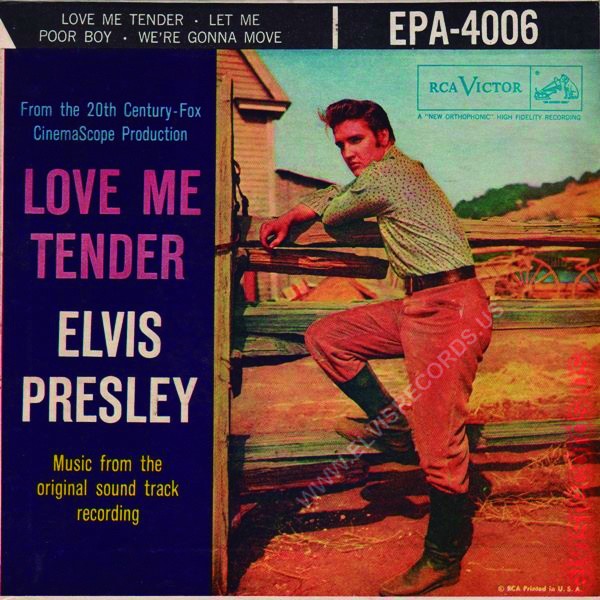 LOVE ME TENDER • LET ME
POOR BOY • WE'RE GONNA MOVE
EPA-4006
RCA VICTOR
A "NEW ORTHOPHONIC" HIGH FIDELITY RECORDING
From the 20th Century-Fox
CinemaScope Production
LOVE ME
TENDER
ELVIS
PRESLEY
Music from the
original sound track
recording
WWW.ELVISRECORDS.US
© RCA Printed in U. S. A.